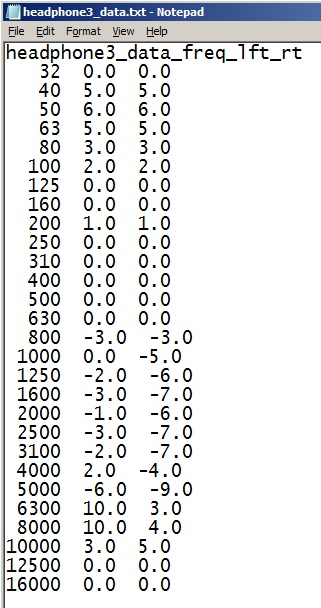 headphone3_data.txt - Notepad
File Edit Format View Help
headphone3_data_freq_lft_rt
32 0.0 0.0
40 5.0 5.0
50 6.0 6.0
63 5.0 5.0
80 3.0 3.0
100 2.0 2.0
125 0.0 0.0
160 0.0 0.0
200 1.0 1.0
250 0.0 0.0
310 0.0 0.0
400 0.0 0.0
500 0.0 0.0
630 0.0 0.0
800 -3.0 -3.0
1000 0.0 -5.0
1250 -2.0 -6.0
1600 -3.0 -7.0
2000 -1.0 -6.0
2500 -3.0 -7.0
3100 -2.0 -7.0
4000 2.0 -4.0
5000 -6.0 -9.0
6300 10.0 3.0
8000 10.0 4.0
10000 3.0 5.0
12500 0.0 0.0
16000 0.0 0.0